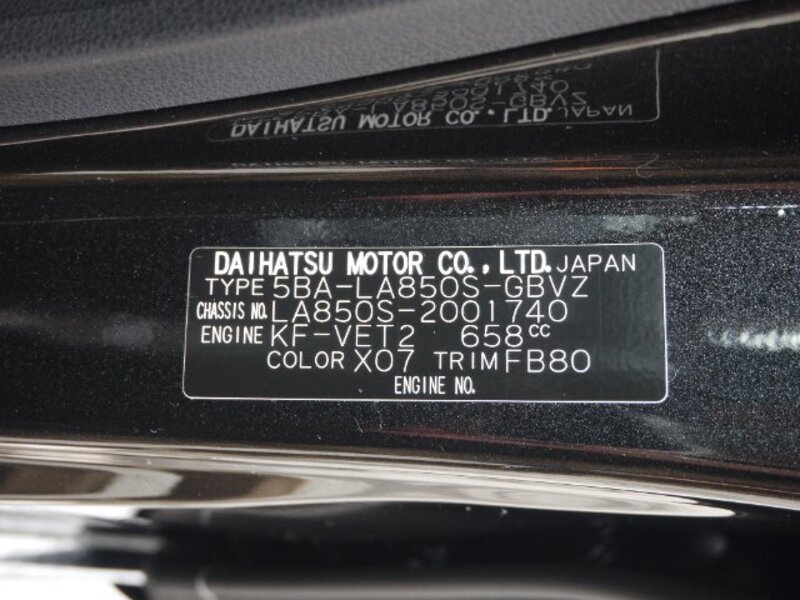 DAIHATSU MOTOR CO., LTD. JAPAN
TYPE 5BA-LA850S-GBVZ
CHASSIS NO. LA850S-2001740
ENGINE KF-VET2 658CC
COLOR X07 TRIM FB80
ENGINE NO.